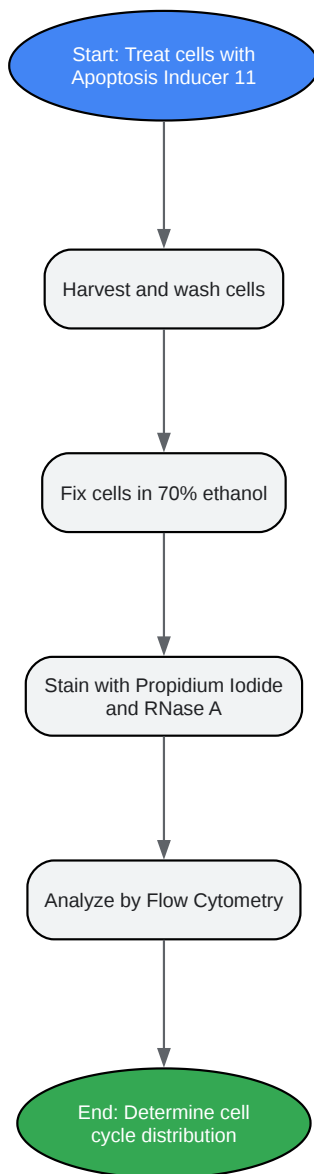 Start: Treat cells with
Apoptosis Inducer 11
Harvest and wash cells
Fix cells in 70% ethanol
Stain with Propidium Iodide
and RNase A
Analyze by Flow Cytometry
End: Determine cell
cycle distribution